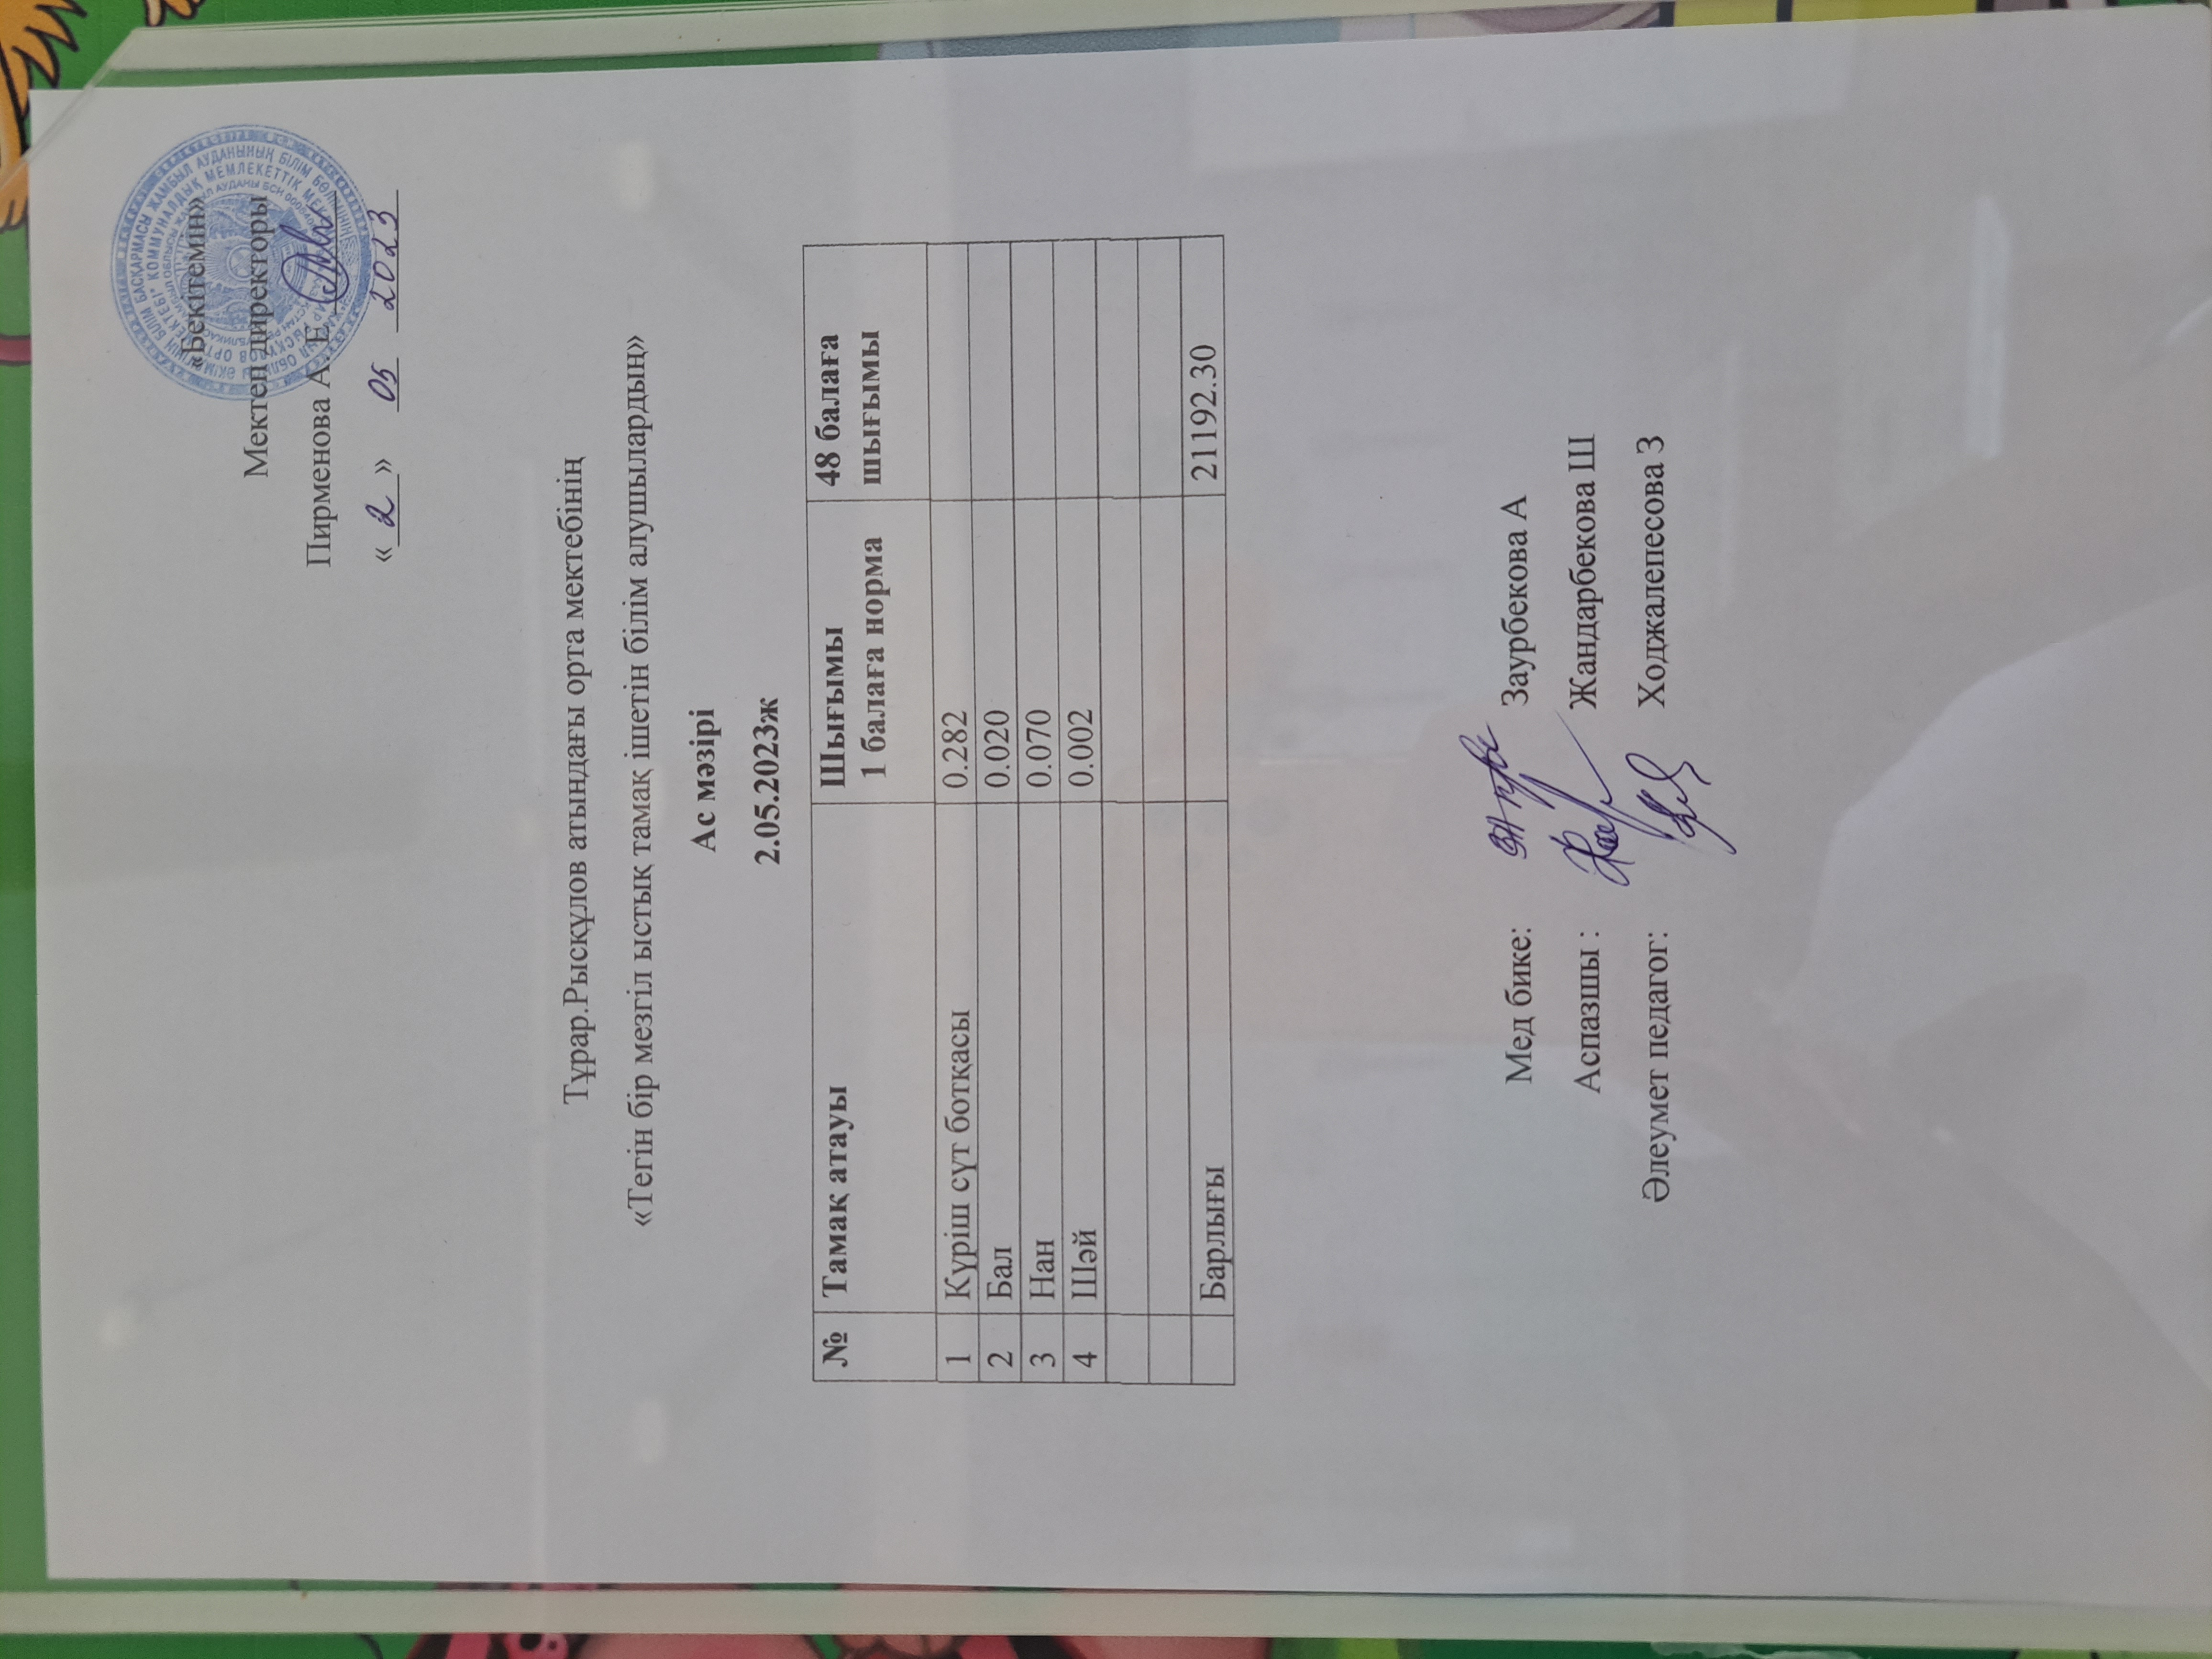 «Бекітемін»
Мектеп директоры
Пирменова А. Е
« 2 » 05 2023
Тұрар.Рысқұлов атындағы орта мектебінің
«Тегін бір мезгіл ыстық тамақ ішетін білім алушылардың»
Ас мәзірі
2.05.2023ж
№ Тамақ атауы Шығымы 1 балаға норма 48 балаға шығымы
1 Күріш сүт ботқасы 0.282
2 Бал 0.020
3 Нан 0.070
4 Шәй 0.002
Барлығы 21192.30
Мед бике: Заурбекова А
Аспазшы : Жандарбекова Ш
Әлеумет педагог: Ходжалепесова З